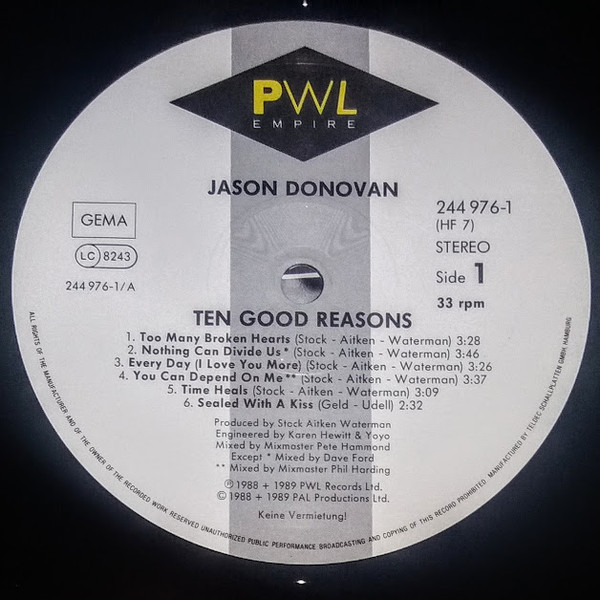 PWL
EMPIRE
JASON DONOVAN
GEMA
LC 8243
244 976-1/A
244 976-1
(HF 7)
STEREO
Side 1
33 rpm
TEN GOOD REASONS
1. Too Many Broken Hearts (Stock - Aitken - Waterman) 3:28
2. Nothing Can Divide Us* (Stock - Aitken - Waterman) 3:46
3. Every Day (I Love You More) (Stock - Aitken - Waterman) 3:26
4. You Can Depend On Me** (Stock - Aitken - Waterman) 3:37
5. Time Heals (Stock - Aitken - Waterman) 3:09
6. Sealed With A Kiss (Geld - Udell) 2:32
Produced by Stock Aitken Waterman
Engineered by Karen Hewitt & Yoyo
Mixed by Mixmaster Pete Hammond
Except * Mixed by Dave Ford
** Mixed by Mixmaster Phil Harding
℗ 1988 + 1989 PWL Records Ltd.
© 1988 + 1989 PAL Productions Ltd.
Keine Vermietung!
ALL RIGHTS OF THE MANUFACTURER AND OF THE OWNER OF THE RECORDED WORK RESERVED UNAUTHORIZED PUBLIC PERFORMANCE BROADCASTING AND COPYING OF THIS RECORD PROHIBITED. MANUFACTURED BY TELDEC SCHALLPLATTEN GMBH, HAMBURG